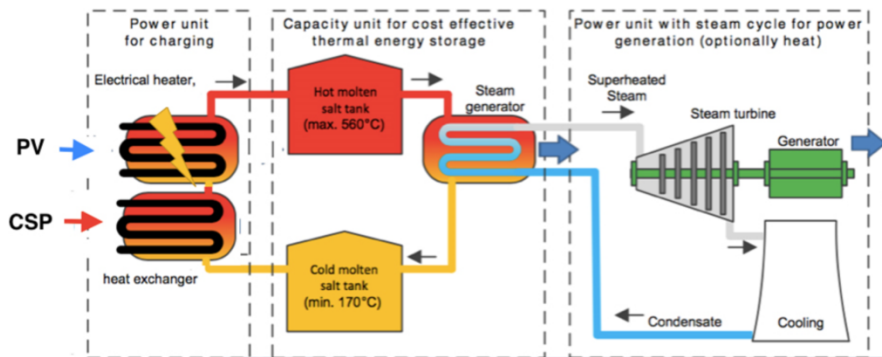 Power unit
for charging
Capacity unit for cost effective
thermal energy storage
Power unit with steam cycle for power
generation (optionally heat)
Electrical heater,
Hot molten
salt tank
(max. 560°C)
Steam
generator
Superheated
Steam
Steam turbine
Generator
PV
CSP
heat exchanger
Cold molten
salt tank
(min. 170°C)
Condensate
Cooling